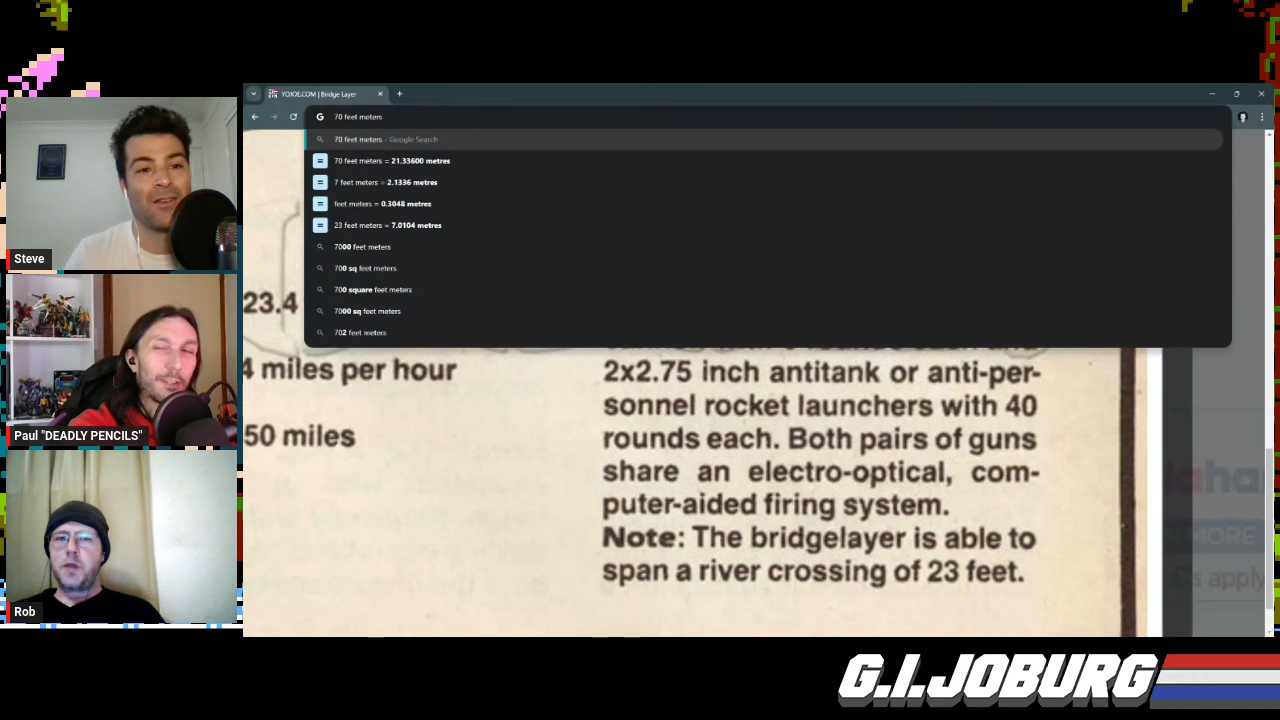 Steve
Paul "DEADLY PENCILS"
Rob
YOJOE.COM | Bridge Layer
70 feet meters
70 feet meters - Google Search
70 feet meters = 21.33600 metres
7 feet meters = 2.1336 metres
feet meters = 0.3048 metres
23 feet meters = 7.0104 metres
7000 feet meters
700 sq feet meters
700 square feet meters
7000 sq feet meters
702 feet meters
23.4
4 miles per hour
50 miles
2x2.75 inch antitank or anti-per-
sonnel rocket launchers with 40
rounds each. Both pairs of guns
share an electro-optical, com-
puter-aided firing system.
Note: The bridgelayer is able to
span a river crossing of 23 feet.
MORE
apply
G.I.JOBURG